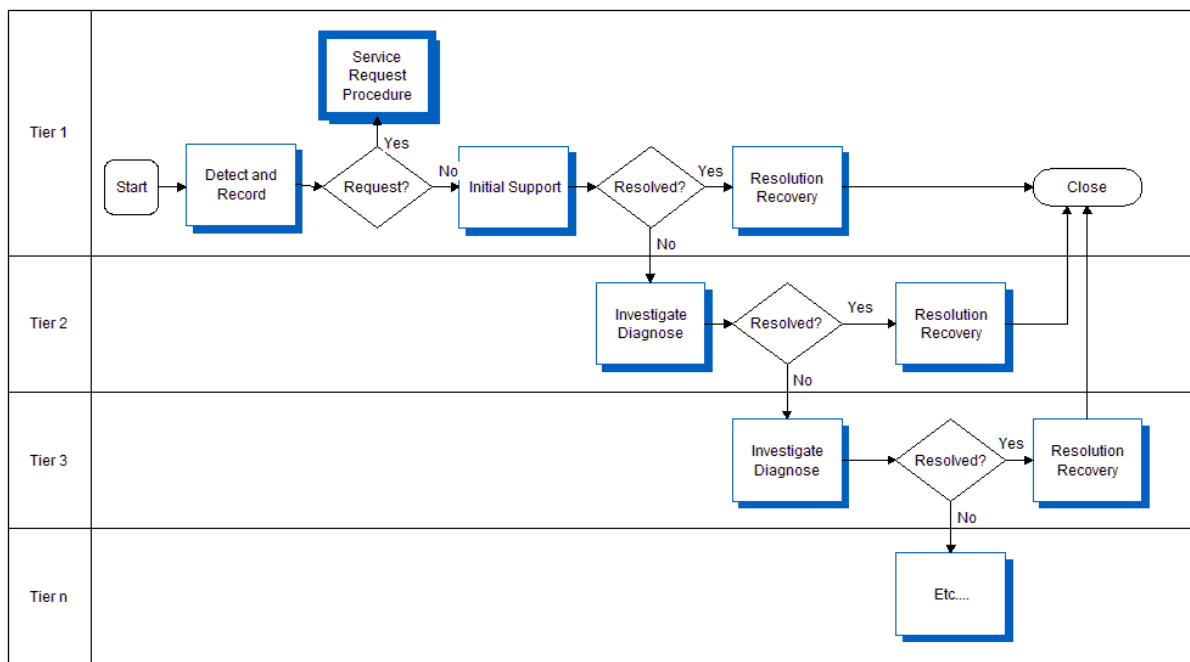 Tier 1
Service
Request
Procedure
Yes
Start
Detect and
Record
Request?
No
Initial Support
Resolved?
Yes
Resolution
Recovery
Close
No
Tier 2
Investigate
Diagnose
Resolved?
Yes
Resolution
Recovery
No
Tier 3
Investigate
Diagnose
Resolved?
Yes
Resolution
Recovery
No
Tier n
Etc....